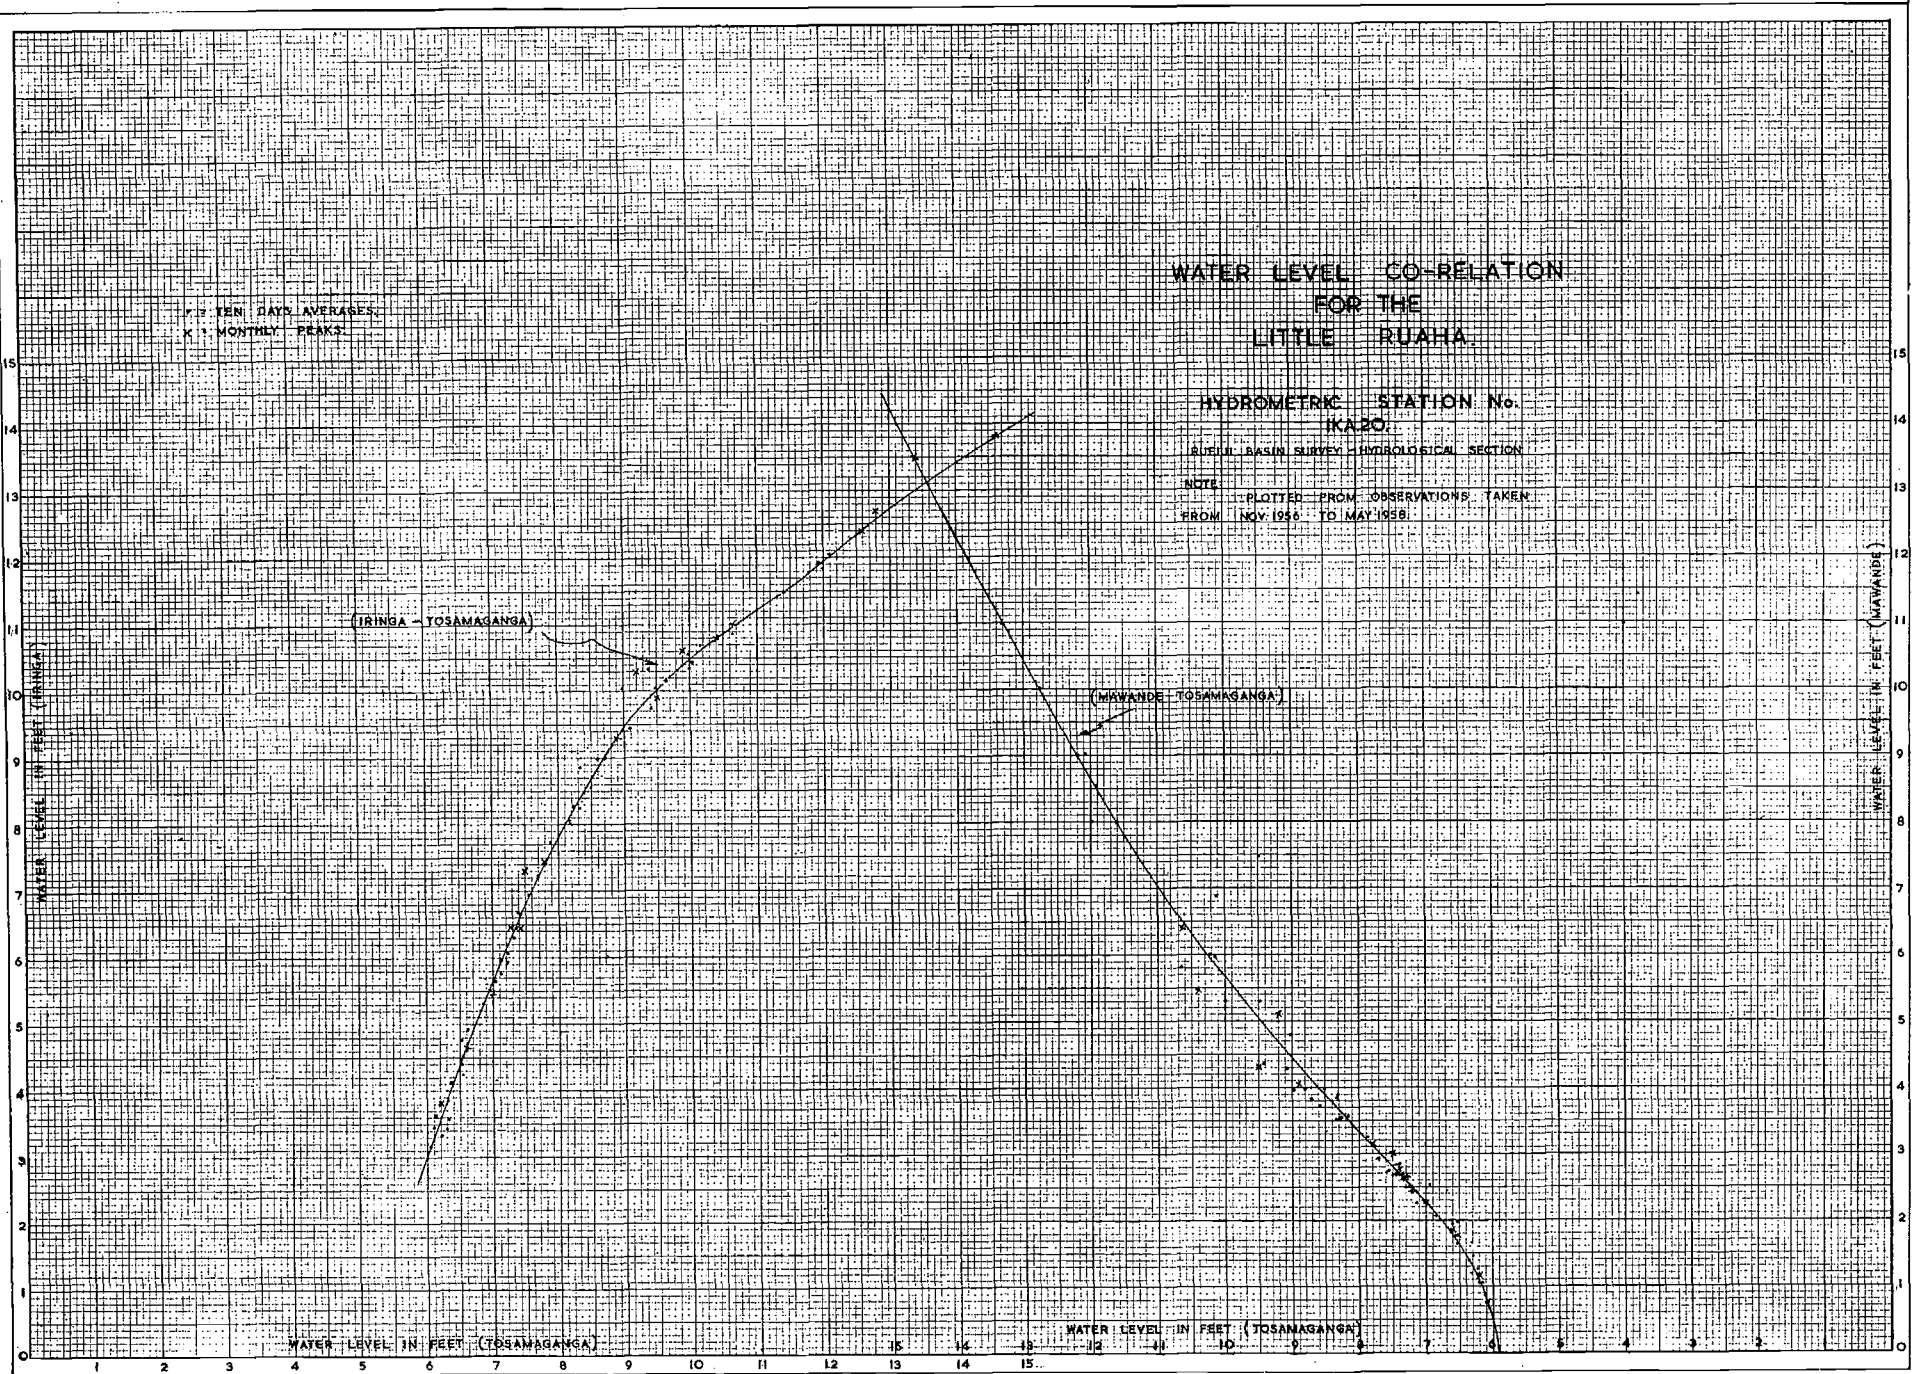 • = TEN DAYS AVERAGES.
x = MONTHLY PEAKS.
WATER LEVEL CO-RELATION
FOR THE
LITTLE RUAHA.
HYDROMETRIC STATION No.
1KA.20.
RUFIJI BASIN SURVEY - HYDROLOGICAL SECTION
NOTE:
PLOTTED FROM OBSERVATIONS TAKEN
FROM NOV. 1956 TO MAY 1958.
(IRINGA - TOSAMAGANGA)
(MAWANDE TOSAMAGANGA)
WATER LEVEL IN FEET (IRINGA)
15
14
13
12
11
10
9
8
7
6
5
4
3
2
1
0
WATER LEVEL IN FEET (MAWANDE)
15
14
13
12
11
10
9
8
7
6
5
4
3
2
1
0
WATER LEVEL IN FEET (TOSAMAGANGA)
WATER LEVEL IN FEET (TOSAMAGANGA)
15 14 13 12 11 10 9 8 7 6 5 4 3 2 1
1 2 3 4 5 6 7 8 9 10 11 12 13 14 15